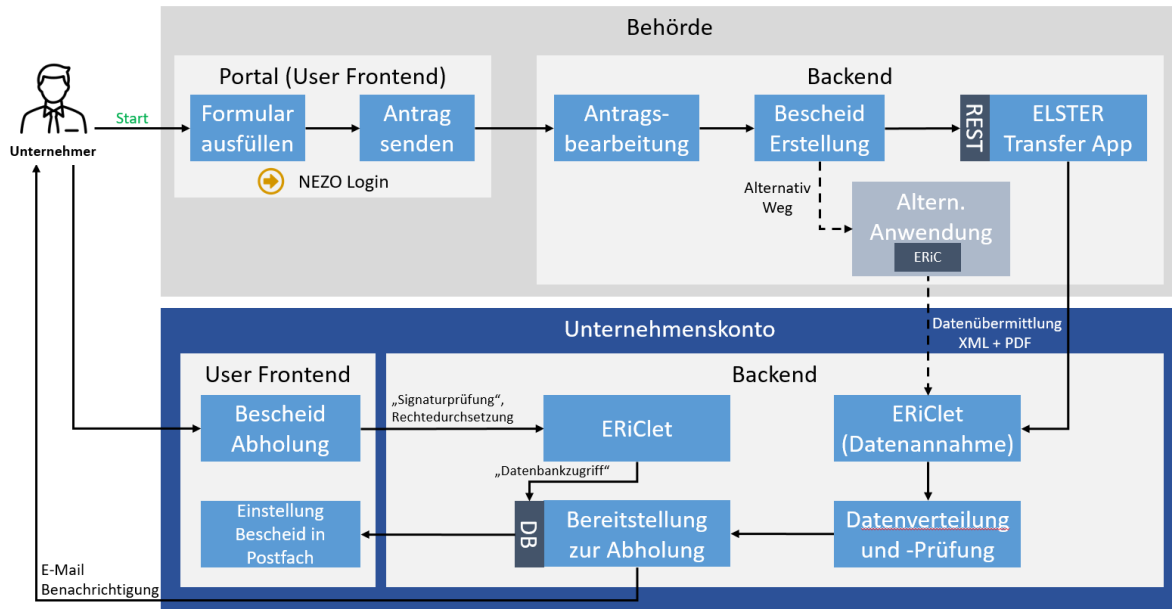 Behörde
Portal (User Frontend)
Backend
Unternehmer
Start
Formular
ausfüllen
Antrag
senden
NEZO Login
Antrags-
bearbeitung
Bescheid
Erstellung
REST
ELSTER
Transfer App
Alternativ
Weg
Altern.
Anwendung
ERiC
Unternehmenskonto
Datenübermittlung
XML + PDF
User Frontend
Backend
Bescheid
Abholung
„Signaturprüfung“,
Rechtedurchsetzung
ERiClet
ERiClet
(Datenannahme)
„Datenbankzugriff“
Einstellung
Bescheid in
Postfach
DB
Bereitstellung
zur Abholung
Datenverteilung
und -Prüfung
E-Mail
Benachrichtigung